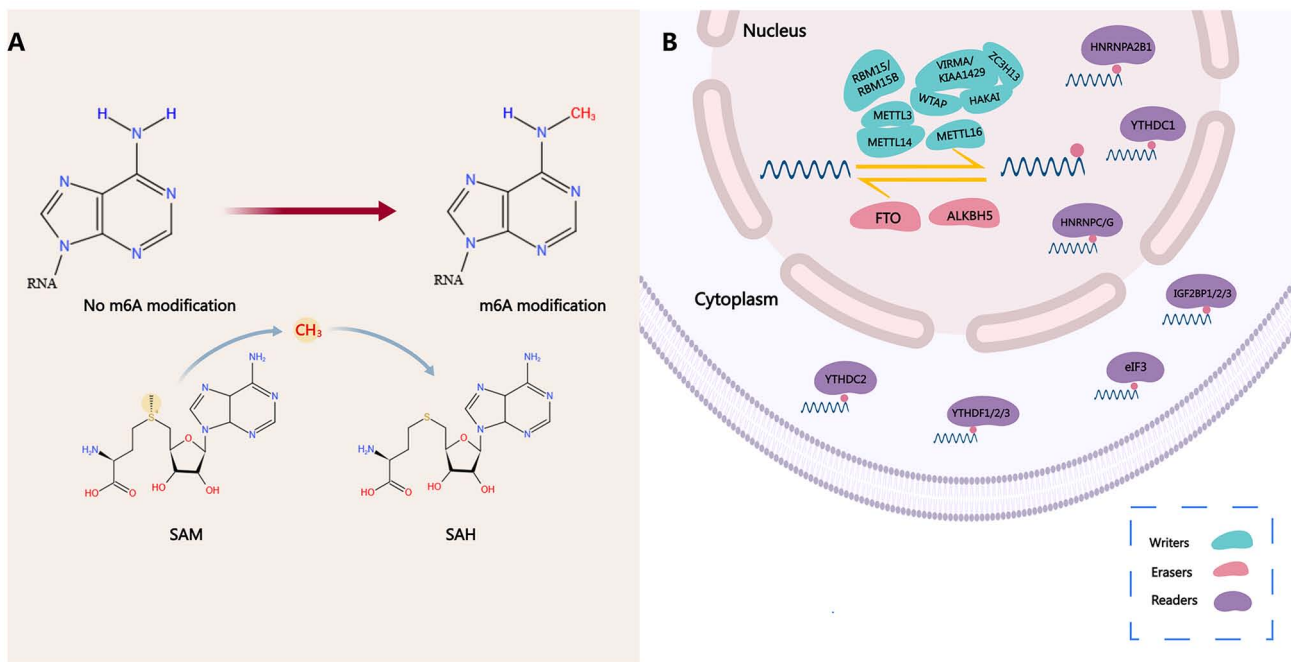 A
H
H
N
N
N
N
N
RNA
No m6A modification
H
CH₃
N
N
N
N
N
RNA
m6A modification
CH₃
NH₂
N
N
N
N
S⁺
H₂N
O
HO
O
HO
OH
SAM
NH₂
N
N
N
N
S
H₂N
O
HO
O
HO
OH
SAH
B
Nucleus
RBM15/
RBM15B
VIRMA/
KIAA1429
ZC3H13
WTAP
HAKAI
METTL3
METTL14
METTL16
FTO
ALKBH5
HNRNPA2B1
YTHDC1
HNRNPC/G
Cytoplasm
IGF2BP1/2/3
eIF3
YTHDC2
YTHDF1/2/3
Writers
Erasers
Readers